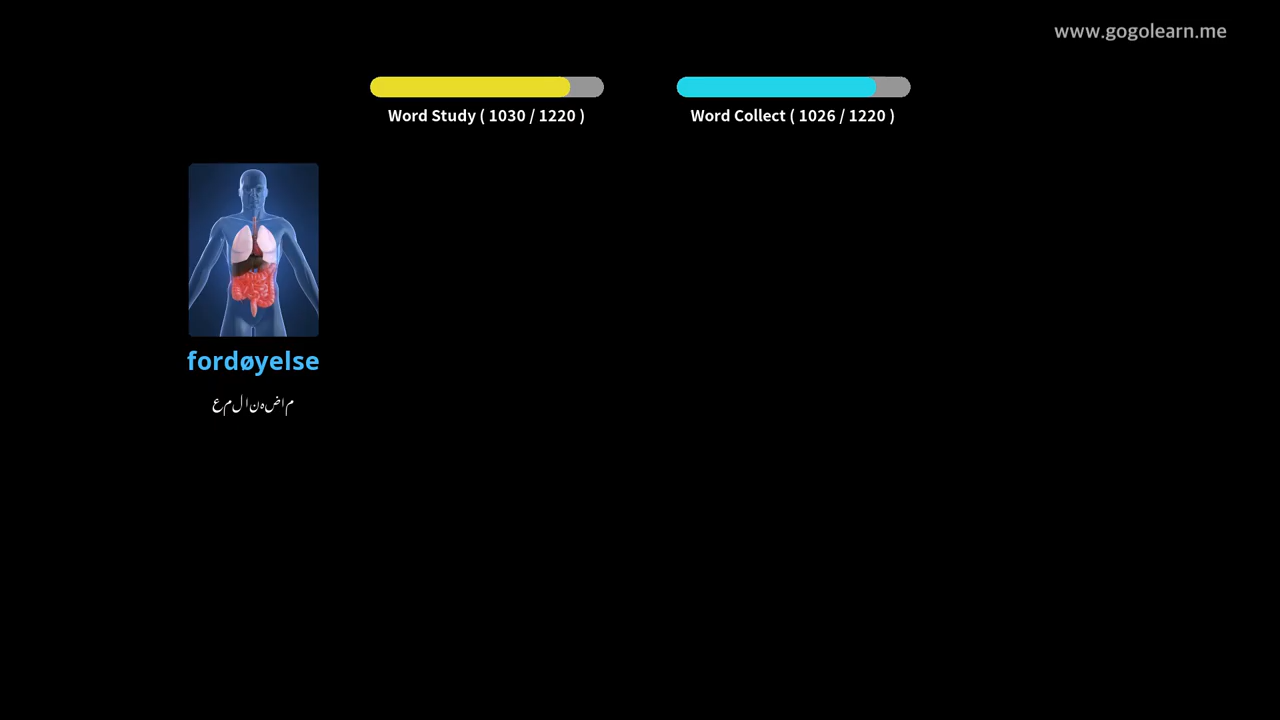 www.gogolearn.me
Word Study ( 1030 / 1220 )
Word Collect ( 1026 / 1220 )
fordøyelse
عمل انہضام